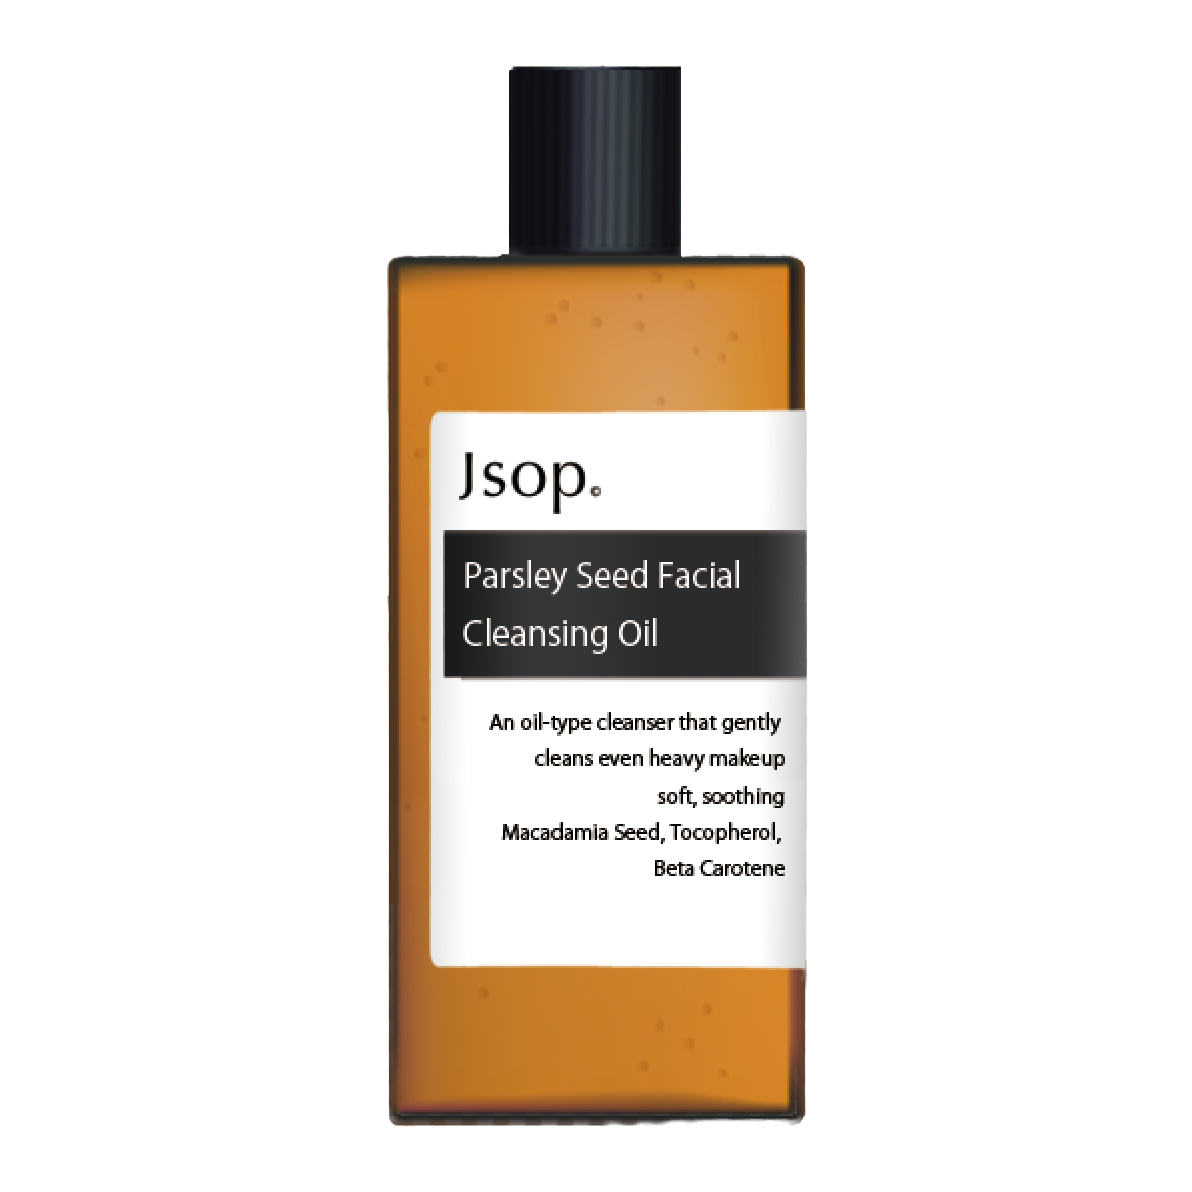 Jsop.©
Parsley Seed Facial
Cleansing Oil
An oil-type cleanser that gently
cleans even heavy makeup
soft, soothing
Macadamia Seed, Tocopherol,
Beta Carotene